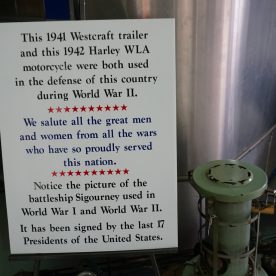 This 1941 Westcraft trailer
and this 1942 Harley WLA
motorcycle were both used
in the defense of this country
during World War II.
We salute all the great men
and women from all the wars
who have so proudly served
this nation.
Notice the picture of the
battleship Sigourney used in
World War I and World War II.
It has been signed by the last 17
Presidents of the United States.